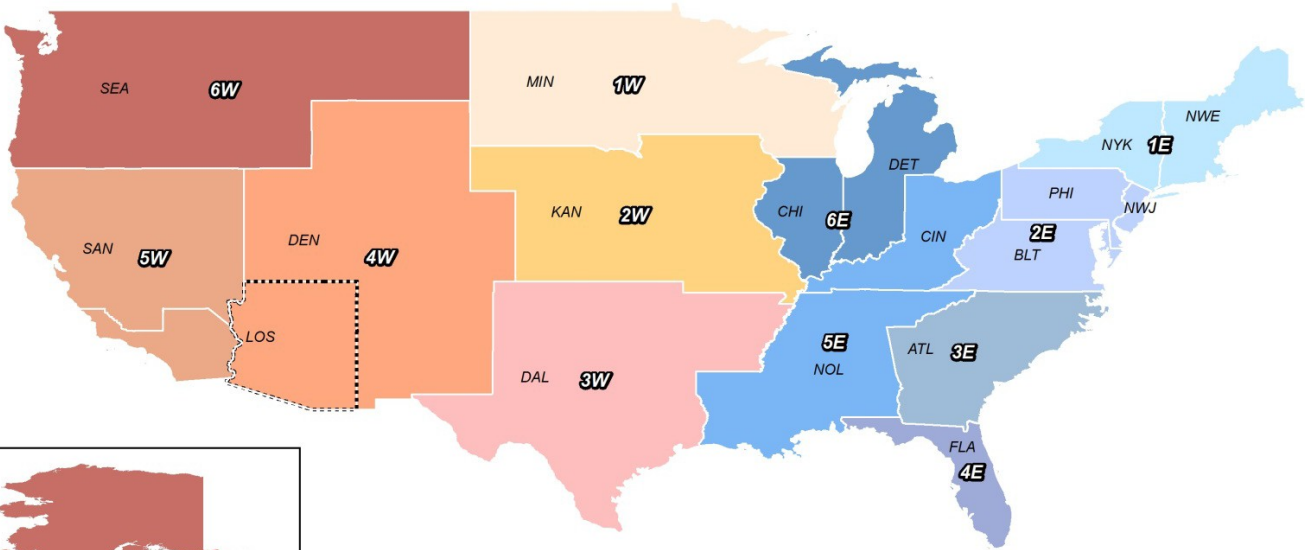 SEA 6W
MIN 1W
NYK 1E NWE
DET
PHI
NWJ
KAN 2W
CHI 6E
CIN
2E
BLT
SAN 5W
DEN 4W
LOS
5E
NOL
ATL 3E
DAL 3W
FLA
4E